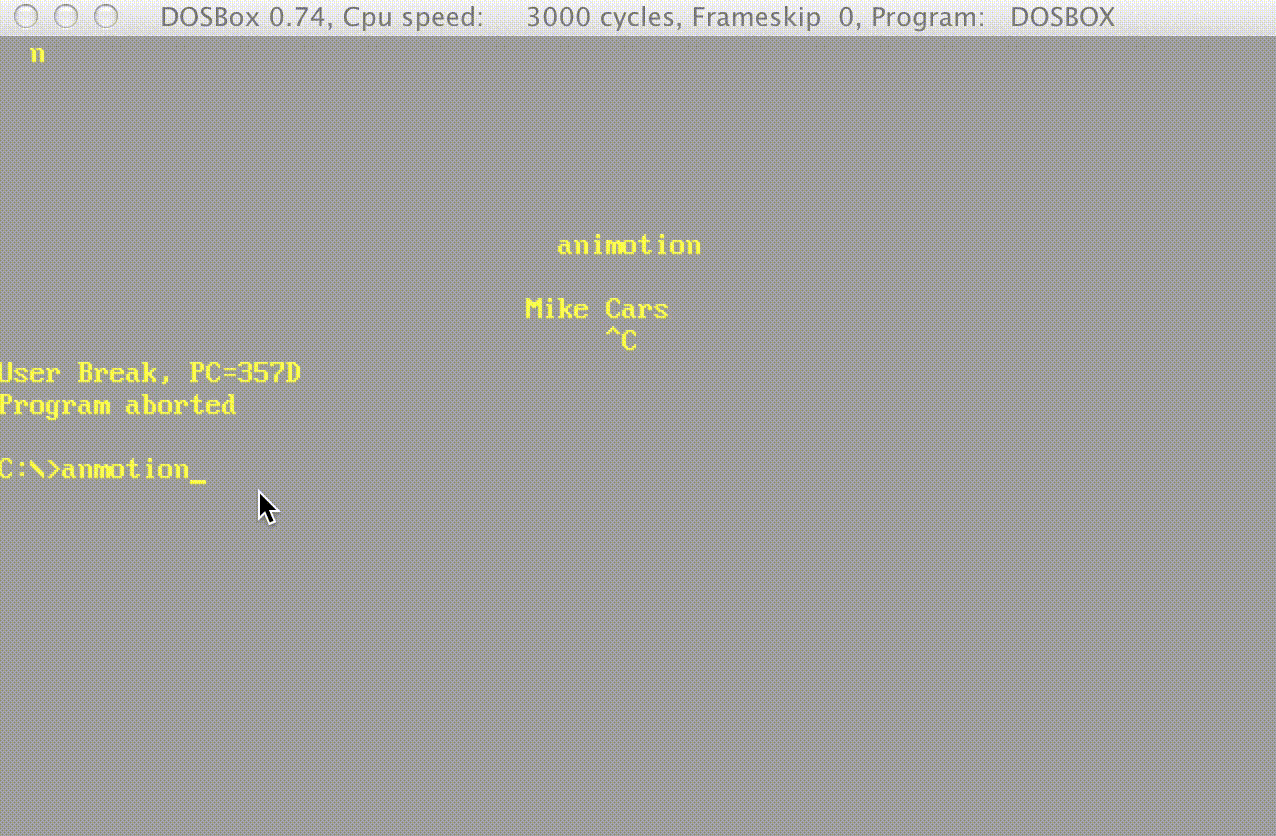 DOSBox 0.74, Cpu speed: 3000 cycles, Frameskip 0, Program: DOSBOX
n
animotion
Mike Cars
^C
User Break, PC=357D
Program aborted
C:\>anmotion_